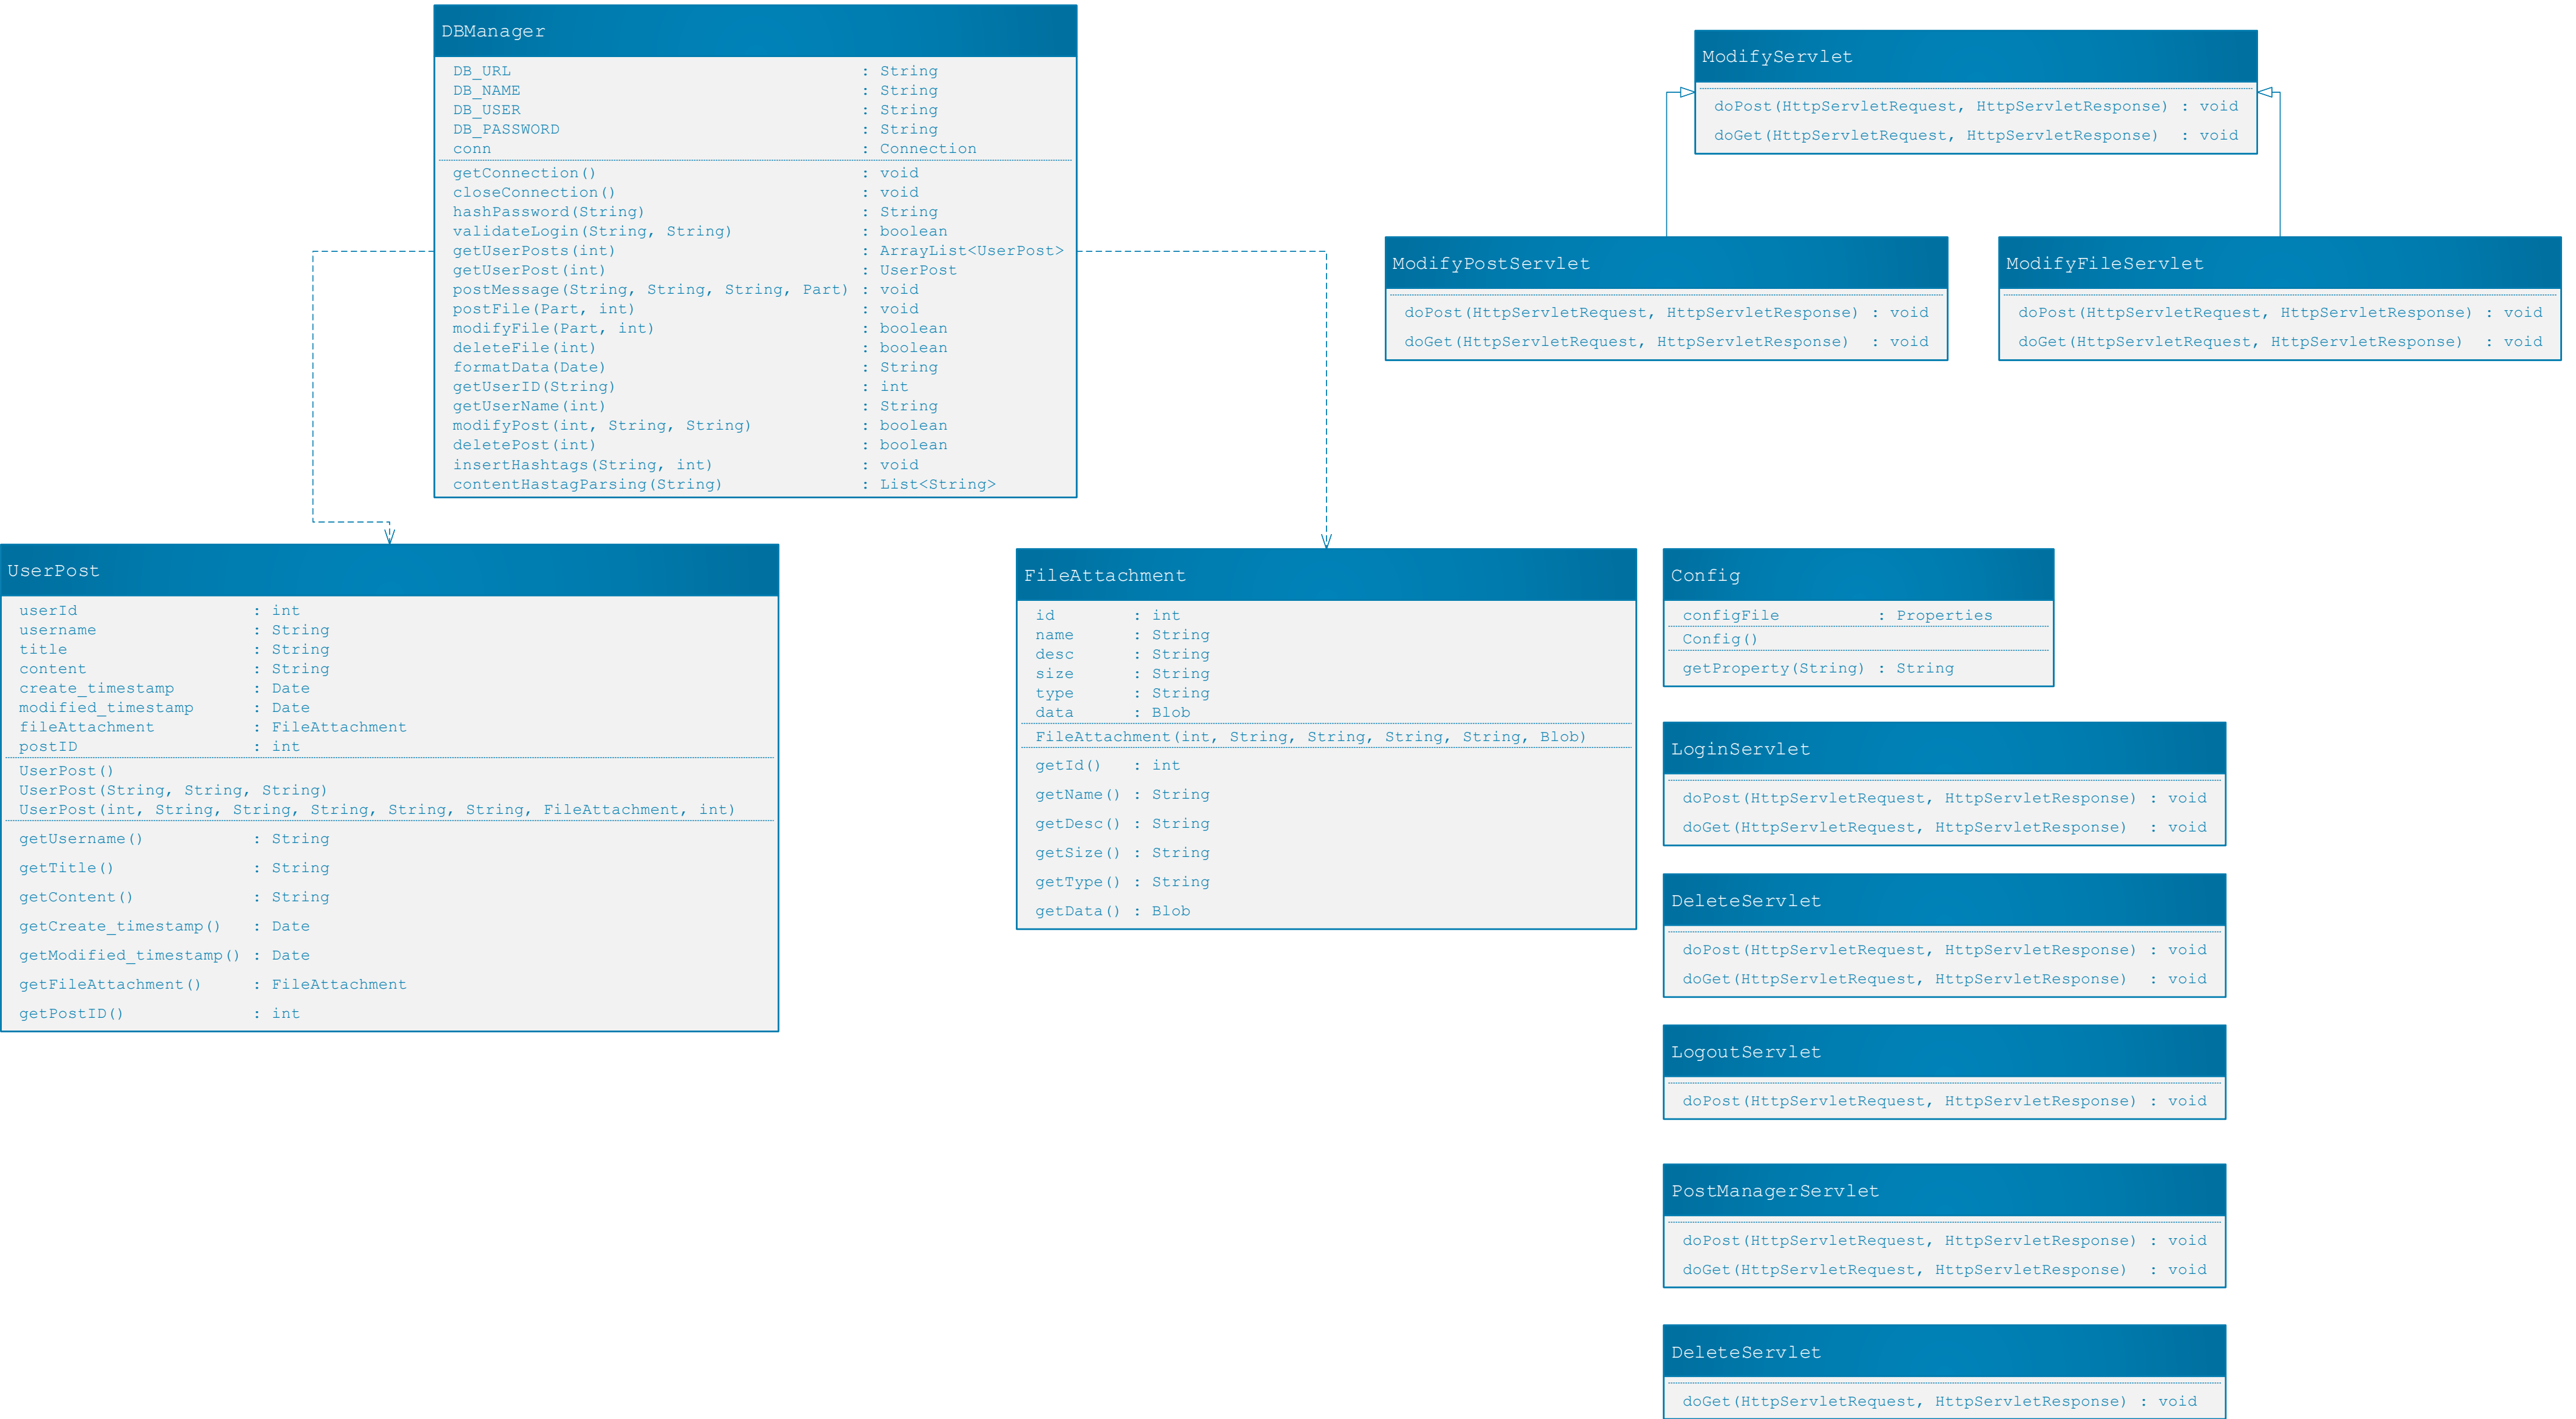 DBManager
DB_URL : String
DB_NAME : String
DB_USER : String
DB_PASSWORD : String
conn : Connection
getConnection() : void
closeConnection() : void
hashPassword(String) : String
validateLogin(String, String) : boolean
getUserPosts(int) : ArrayList<UserPost>
getUserPost(int) : UserPost
postMessage(String, String, String, Part) : void
postFile(Part, int) : void
modifyFile(Part, int) : boolean
deleteFile(int) : boolean
formatData(Date) : String
getUserID(String) : int
getUserName(int) : String
modifyPost(int, String, String) : boolean
deletePost(int) : boolean
insertHashtags(String, int) : void
contentHastagParsing(String) : List<String>
ModifyServlet
doPost(HttpServletRequest, HttpServletResponse) : void
doGet(HttpServletRequest, HttpServletResponse) : void
ModifyPostServlet
doPost(HttpServletRequest, HttpServletResponse) : void
doGet(HttpServletRequest, HttpServletResponse) : void
ModifyFileServlet
doPost(HttpServletRequest, HttpServletResponse) : void
doGet(HttpServletRequest, HttpServletResponse) : void
UserPost
userId : int
username : String
title : String
content : String
create_timestamp : Date
modified_timestamp : Date
fileAttachment : FileAttachment
postID : int
UserPost()
UserPost(String, String, String)
UserPost(int, String, String, String, String, String, FileAttachment, int)
getUsername() : String
getTitle() : String
getContent() : String
getCreate_timestamp() : Date
getModified_timestamp() : Date
getFileAttachment() : FileAttachment
getPostID() : int
FileAttachment
id : int
name : String
desc : String
size : String
type : String
data : Blob
FileAttachment(int, String, String, String, String, Blob)
getId() : int
getName() : String
getDesc() : String
getSize() : String
getType() : String
getData() : Blob
Config
configFile : Properties
Config()
getProperty(String) : String
LoginServlet
doPost(HttpServletRequest, HttpServletResponse) : void
doGet(HttpServletRequest, HttpServletResponse) : void
DeleteServlet
doPost(HttpServletRequest, HttpServletResponse) : void
doGet(HttpServletRequest, HttpServletResponse) : void
LogoutServlet
doPost(HttpServletRequest, HttpServletResponse) : void
PostManagerServlet
doPost(HttpServletRequest, HttpServletResponse) : void
doGet(HttpServletRequest, HttpServletResponse) : void
DeleteServlet
doGet(HttpServletRequest, HttpServletResponse) : void